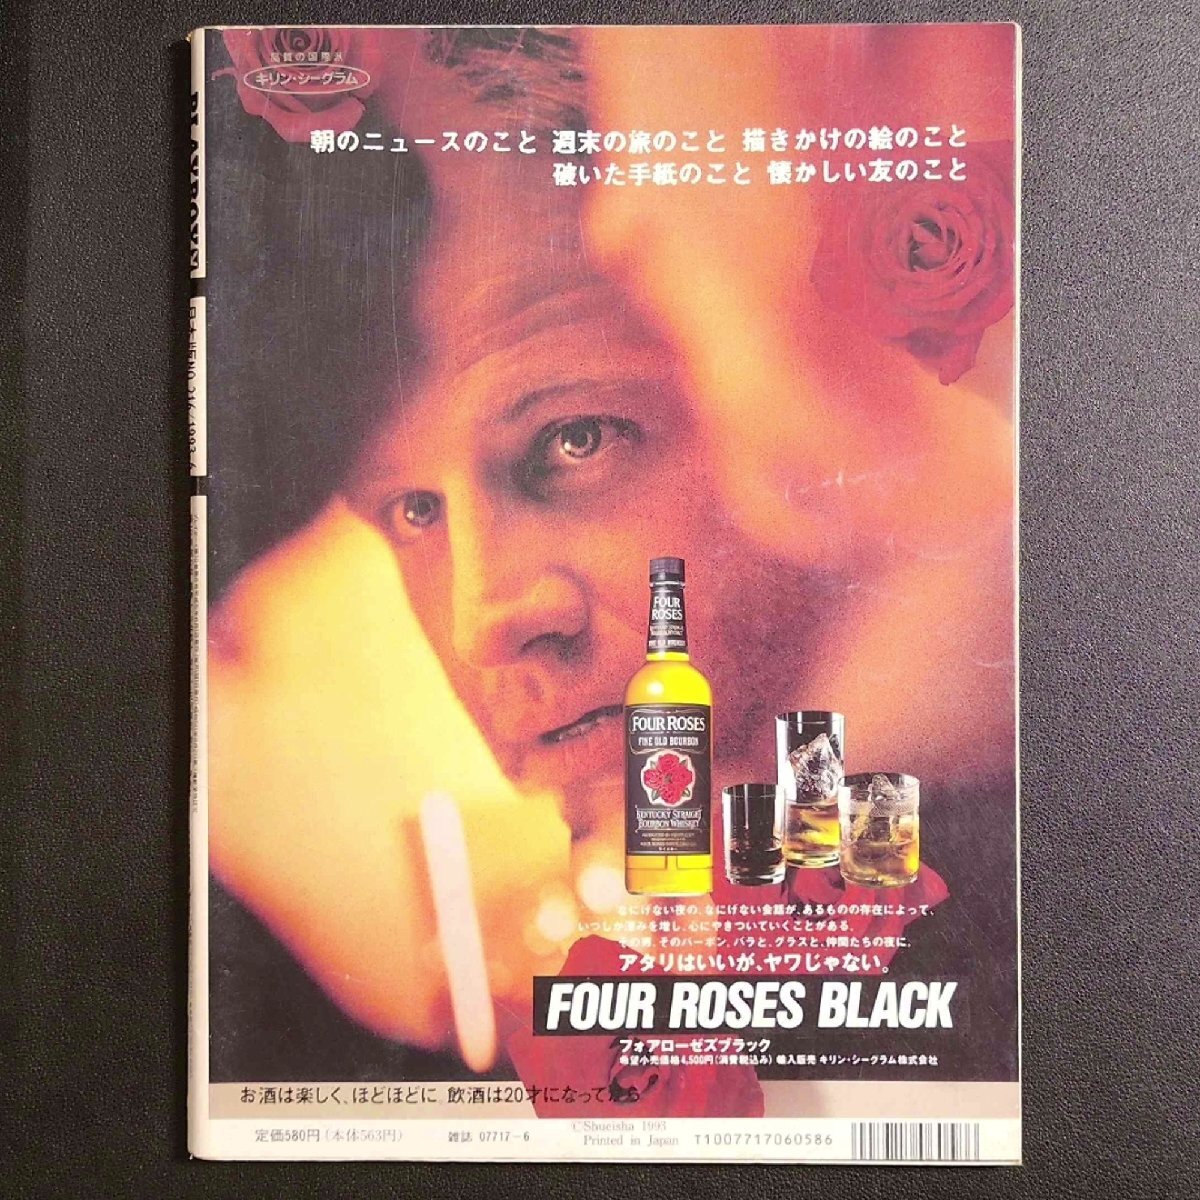 品質の国際派
キリン・シーグラム
朝のニュースのこと 週末の旅のこと 描きかけの絵のこと
破いた手紙のこと 懐かしい友のこと
PLAYBOY
日本版NO.216/1993-6
FOUR
ROSES
FOUR ROSES
FINE OLD BOURBON
KENTUCKY STRAIGHT
BOURBON WHISKEY
なにげない夜の、なにげない会話が、あるものの存在によって、
いつしか深みを増し、心にやきついていくことがある。
その男、そのバーボン。バラと、グラスと、仲間たちの夜に。
アタリはいいが、ヤワじゃない。
FOUR ROSES BLACK
フォアローゼズブラック
希望小売価格4,500円(消費税込み) 輸入販売 キリン・シーグラム株式会社
お酒は楽しく、ほどほどに。飲酒は20才になってから
定価580円(本体563円)
雑誌 07717-6
©Shueisha 1993
Printed in Japan
T1007717060586